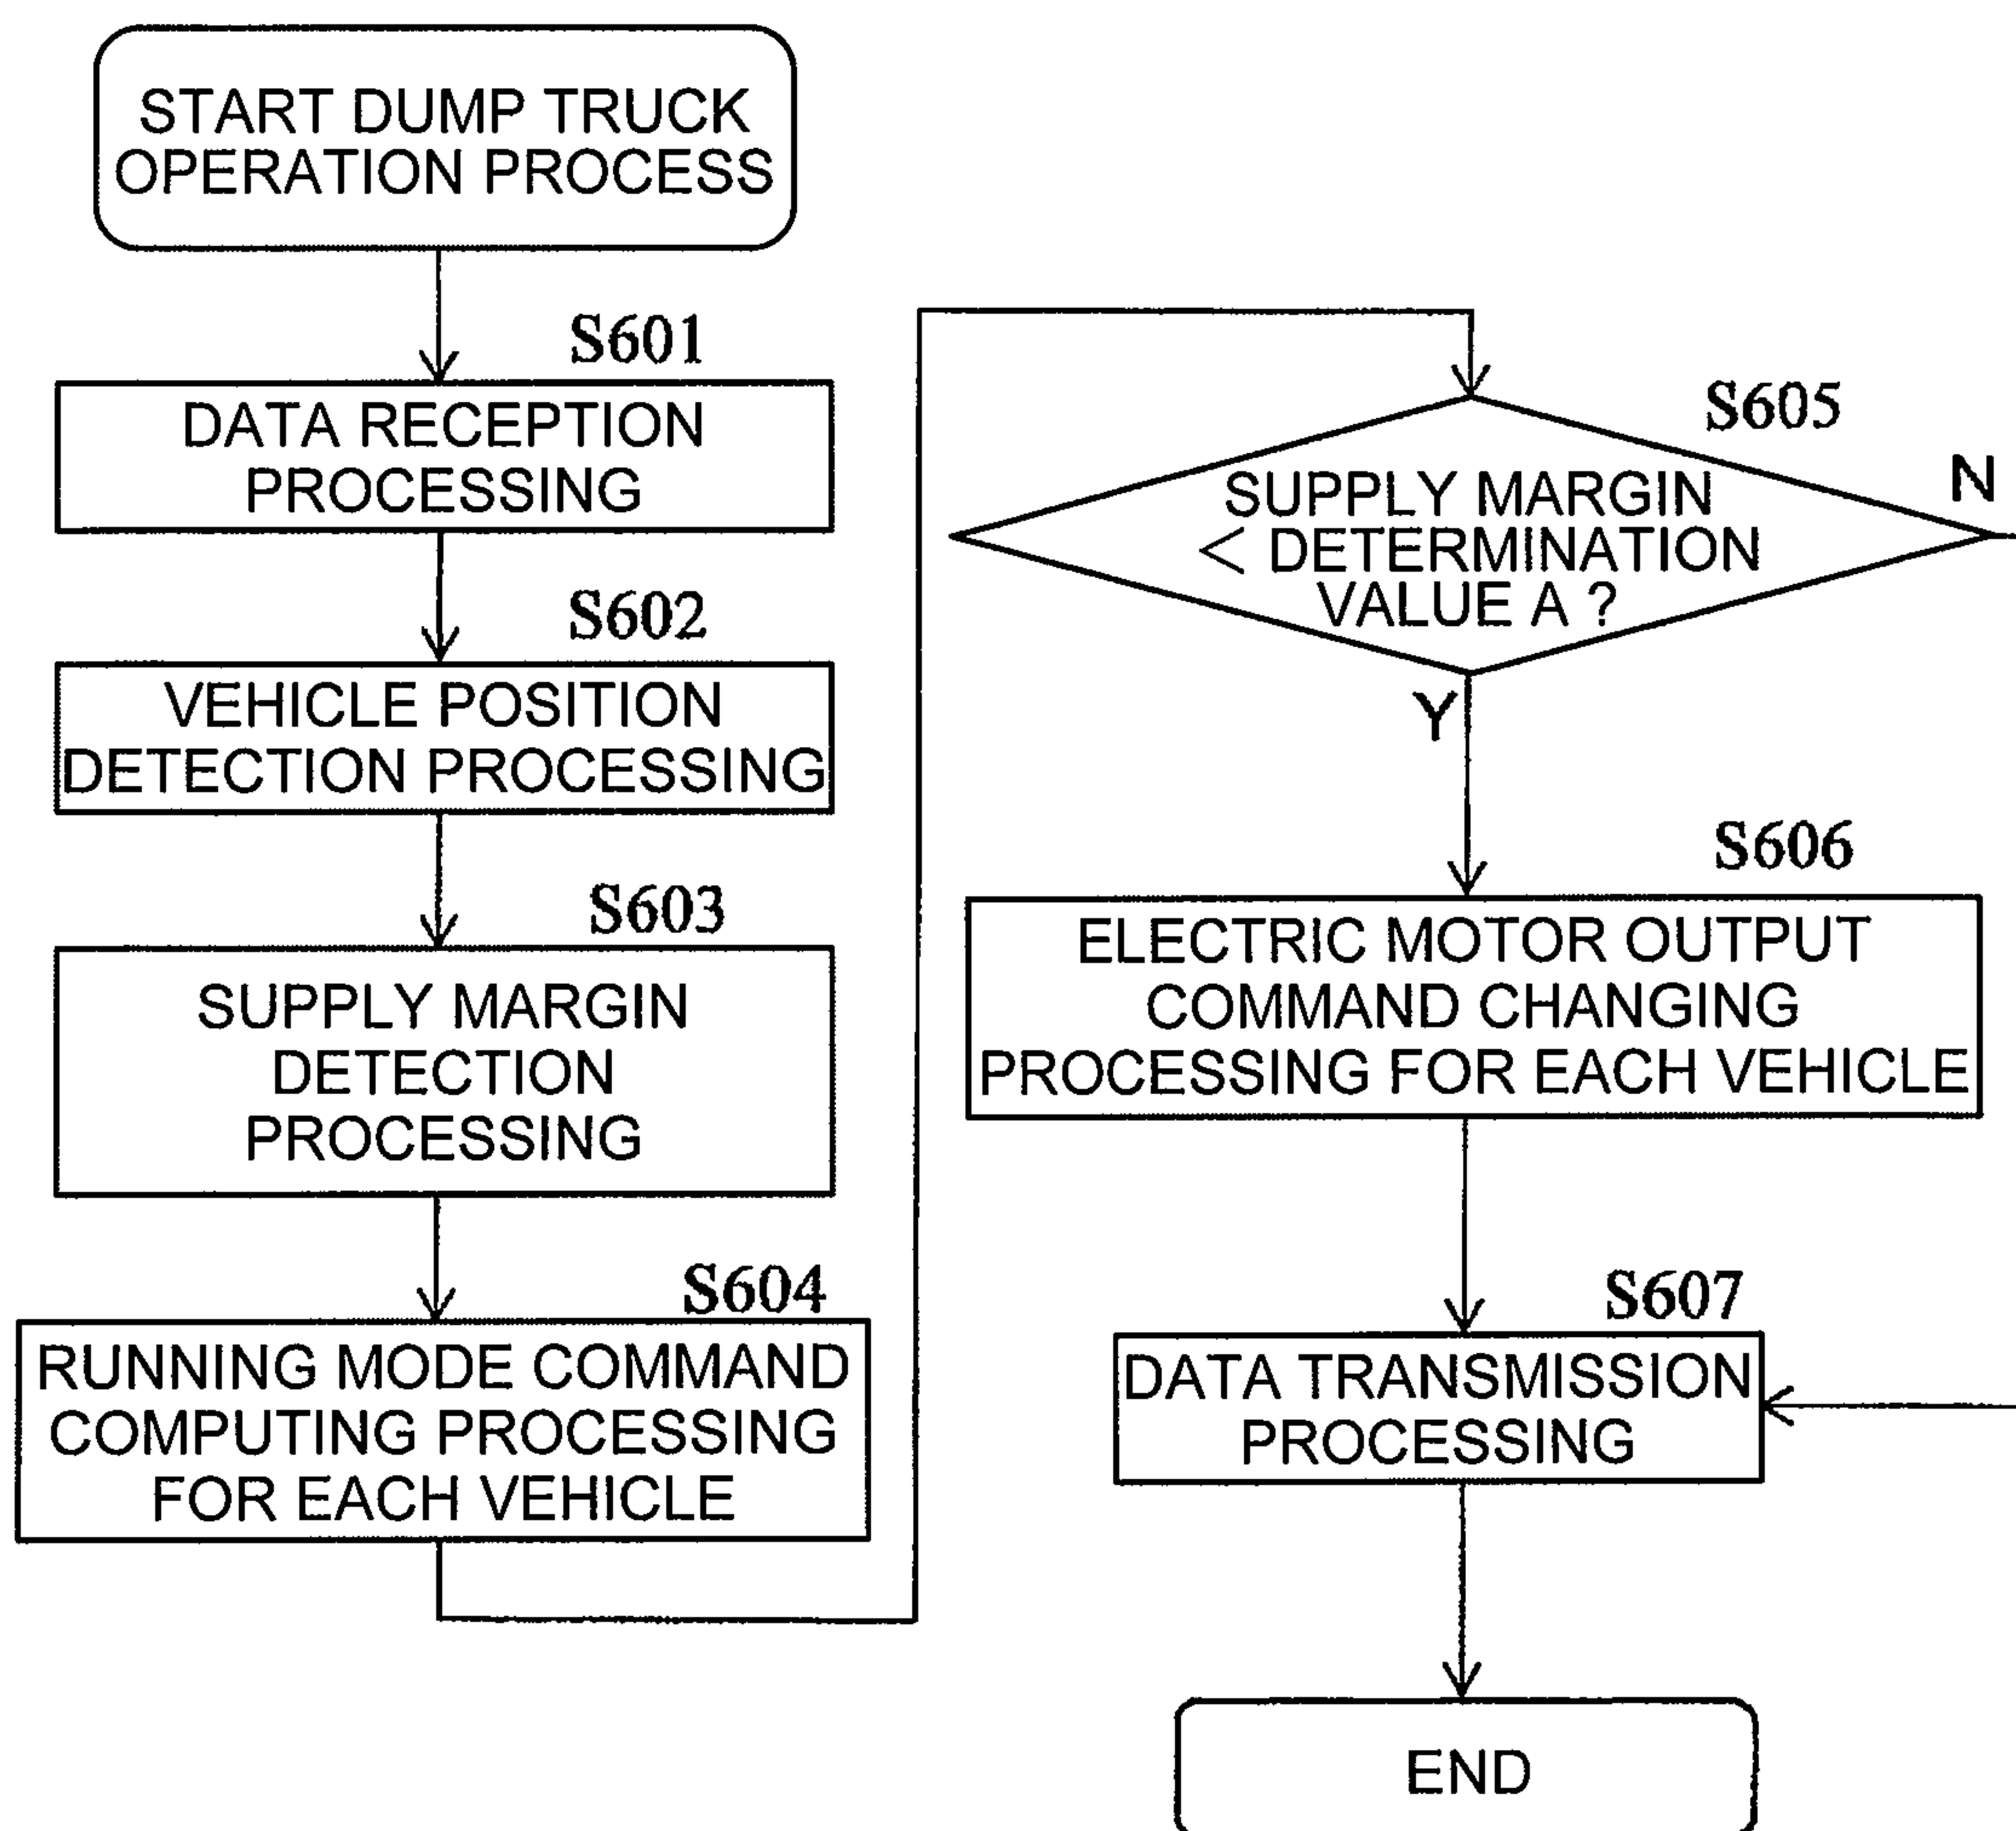 START DUMP TRUCK
OPERATION PROCESS
S601
DATA RECEPTION
PROCESSING
S602
VEHICLE POSITION
DETECTION PROCESSING
S603
SUPPLY MARGIN
DETECTION
PROCESSING
S604
RUNNING MODE COMMAND
COMPUTING PROCESSING
FOR EACH VEHICLE
S605
SUPPLY MARGIN
< DETERMINATION
VALUE A ?
N
Y
S606
ELECTRIC MOTOR OUTPUT
COMMAND CHANGING
PROCESSING FOR EACH VEHICLE
S607
DATA TRANSMISSION
PROCESSING
END